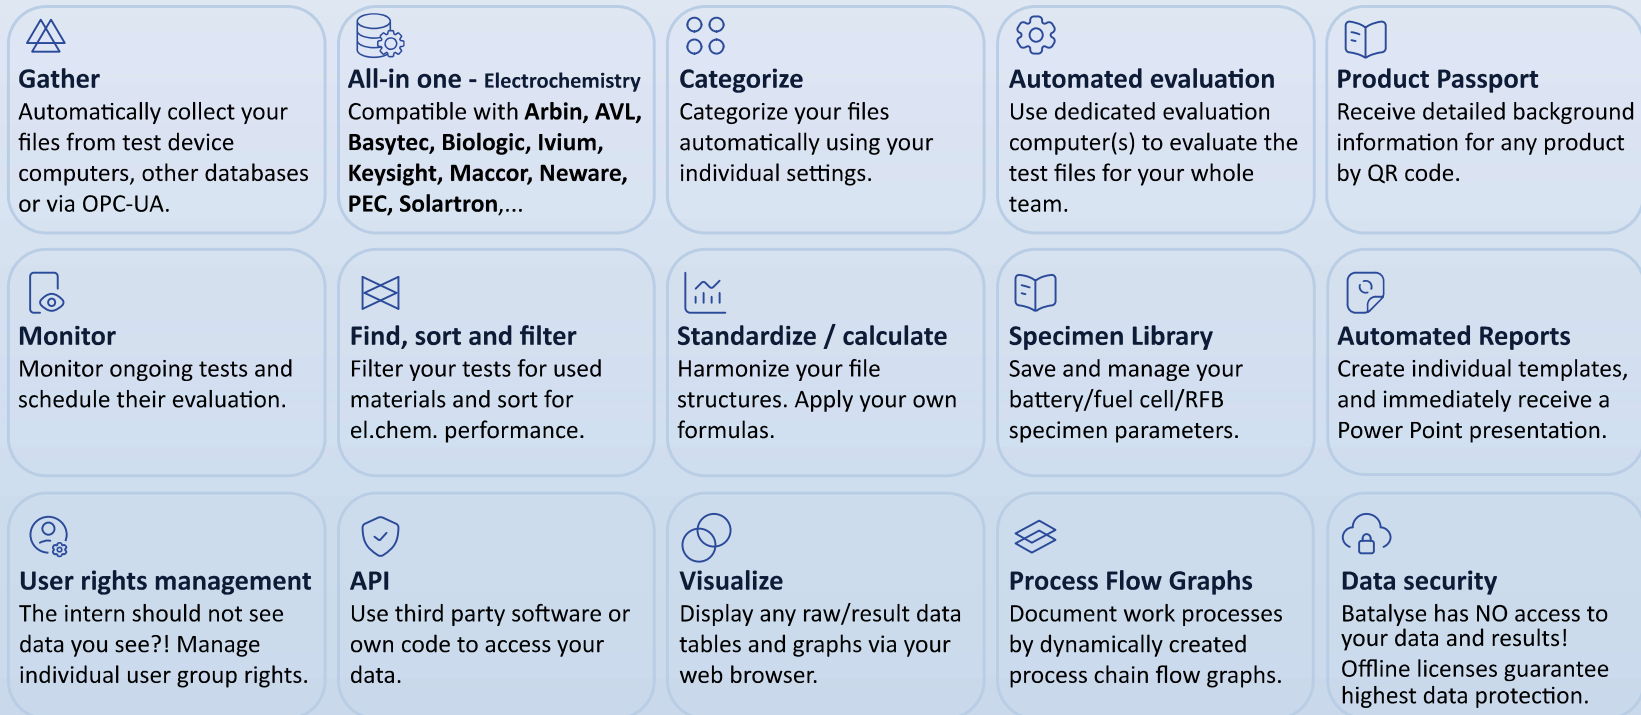 Gather
Automatically collect your
files from test device
computers, other databases
or via OPC-UA.
All-in one - Electrochemistry
Compatible with Arbin, AVL,
Basytec, Biologic, Ivium,
Keysight, Maccor, Neware,
PEC, Solartron,...
Categorize
Categorize your files
automatically using your
individual settings.
Automated evaluation
Use dedicated evaluation
computer(s) to evaluate the
test files for your whole
team.
Product Passport
Receive detailed background
information for any product
by QR code.
Monitor
Monitor ongoing tests and
schedule their evaluation.
Find, sort and filter
Filter your tests for used
materials and sort for
el.chem. performance.
Standardize / calculate
Harmonize your file
structures. Apply your own
formulas.
Specimen Library
Save and manage your
battery/fuel cell/RFB
specimen parameters.
Automated Reports
Create individual templates,
and immediately receive a
Power Point presentation.
User rights management
The intern should not see
data you see?! Manage
individual user group rights.
API
Use third party software or
own code to access your
data.
Visualize
Display any raw/result data
tables and graphs via your
web browser.
Process Flow Graphs
Document work processes
by dynamically created
process chain flow graphs.
Data security
Batalyse has NO access to
your data and results!
Offline licenses guarantee
highest data protection.